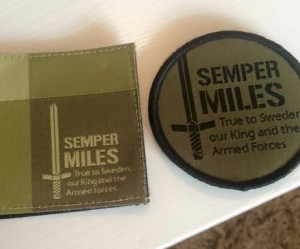 SEMPER
MILES
True to Sweden,
our King and the
Armed Forces
SEMPER
MILES
True to Sweden,
our King and the
Armed Forces